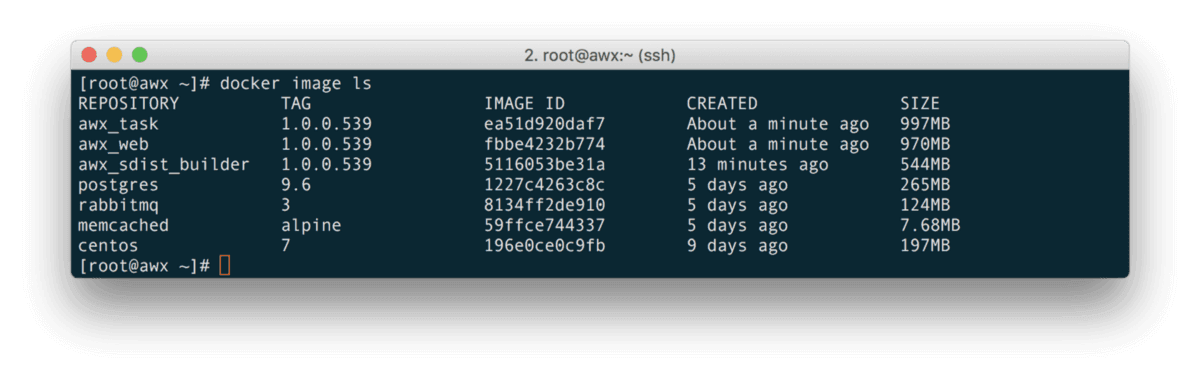 2. root@awx:~ (ssh)
[root@awx ~]# docker image ls
REPOSITORY TAG IMAGE ID CREATED SIZE
awx_task 1.0.0.539 ea51d920daf7 About a minute ago 997MB
awx_web 1.0.0.539 fbbe4232b774 About a minute ago 970MB
awx_sdist_builder 1.0.0.539 5116053be31a 13 minutes ago 544MB
postgres 9.6 1227c4263c8c 5 days ago 265MB
rabbitmq 3 8134ff2de910 5 days ago 124MB
memcached alpine 59ffce744337 5 days ago 7.68MB
centos 7 196e0ce0c9fb 9 days ago 197MB
[root@awx ~]#